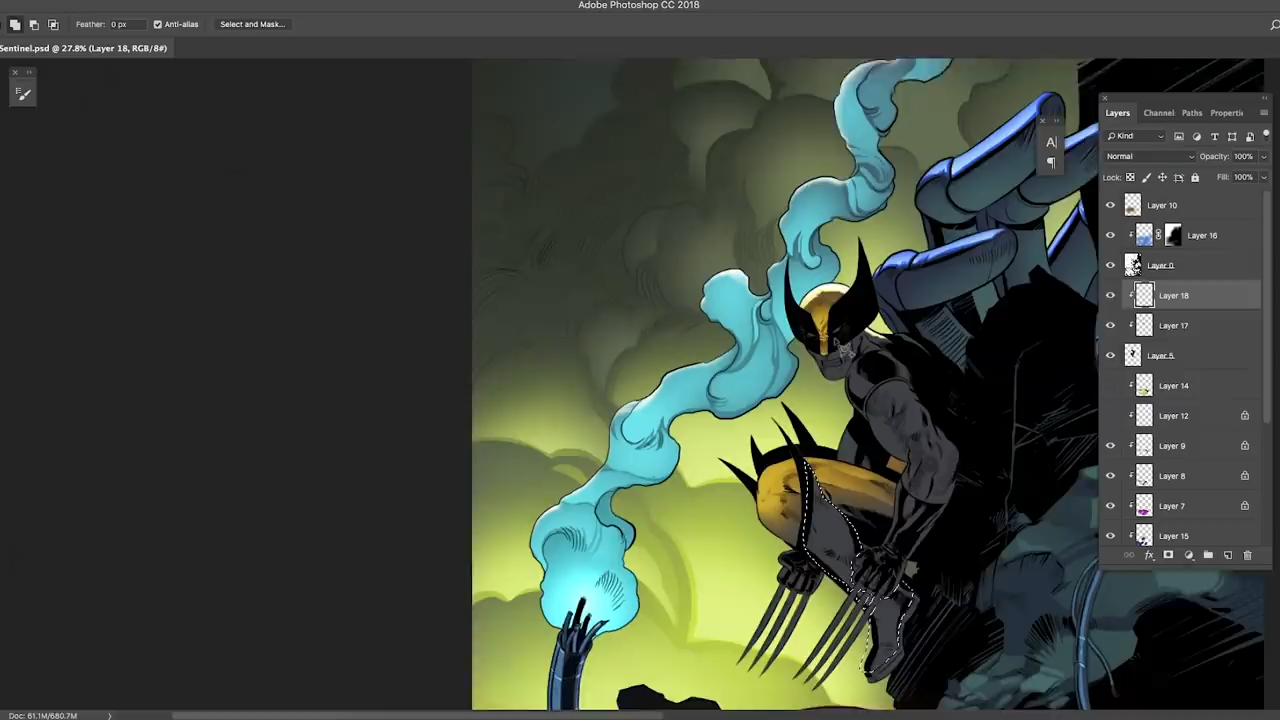 Adobe Photoshop CC 2018
Feather: 0 px Anti-alias Select and Mask...
Sentinel.psd @ 27.8% (Layer 18, RGB/8#)
Layers Channel Paths Properti
Kind
Normal Opacity: 100%
Lock: Fill: 100%
Layer 10
Layer 16
Layer 0
Layer 18
Layer 17
Layer 5
Layer 14
Layer 12
Layer 9
Layer 8
Layer 7
Layer 15
fx
Doc: 61.1M/680.7M